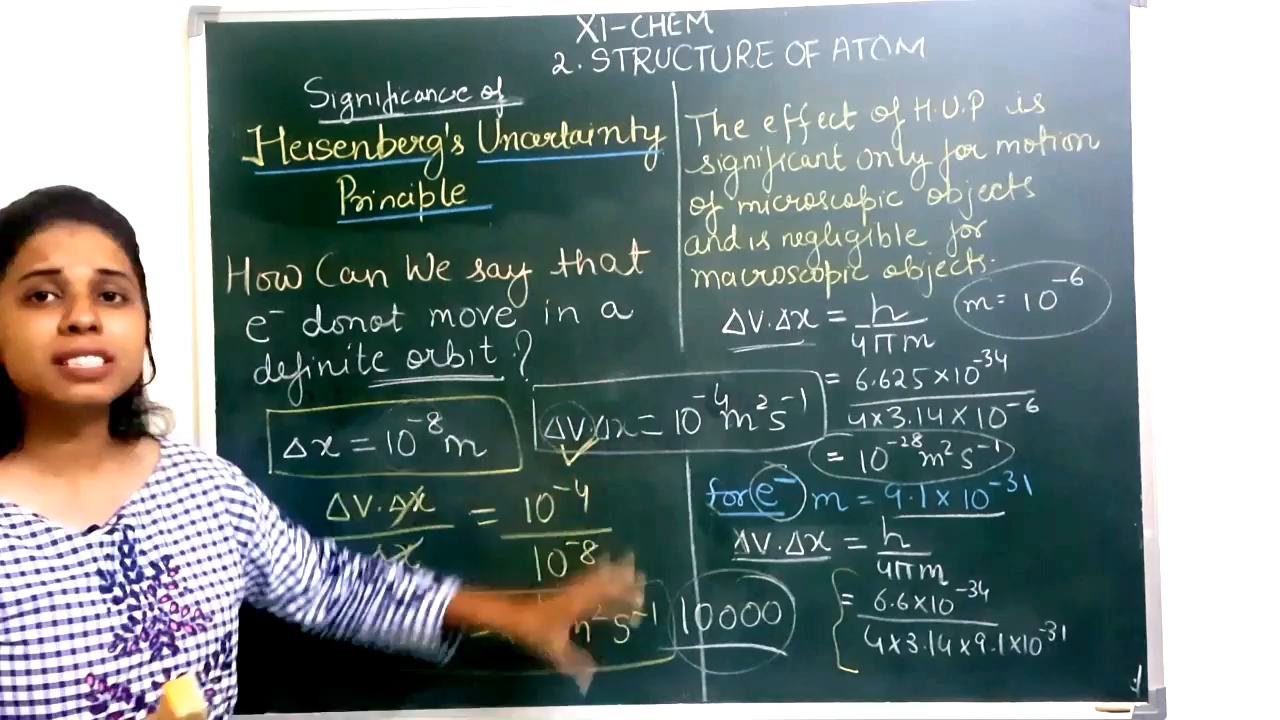 XI-CHEM
2. STRUCTURE OF ATOM
Significance of
Heisenberg's Uncertainty
Principle
How Can We say that
e⁻ donot move in a
definite orbit?
Δx = 10⁻⁸ m
ΔV.Δx = 10⁻⁴ m² s⁻¹
ΔV.Δx / Δx = 10⁻⁴ / 10⁻⁸
s⁻¹ 10000
The effect of H.U.P is
significant only for motion
of microscopic objects
and is negligible for
macroscopic objects.
m = 10⁻⁶
ΔV.Δx = h / 4πm
= 6.625×10⁻³⁴ / 4×3.14×10⁻⁶
= 10⁻²⁸ m² s⁻¹
for e⁻ m = 9.1×10⁻³¹
ΔV.Δx = h / 4πm
= 6.6×10⁻³⁴ / 4×3.14×9.1×10⁻³¹